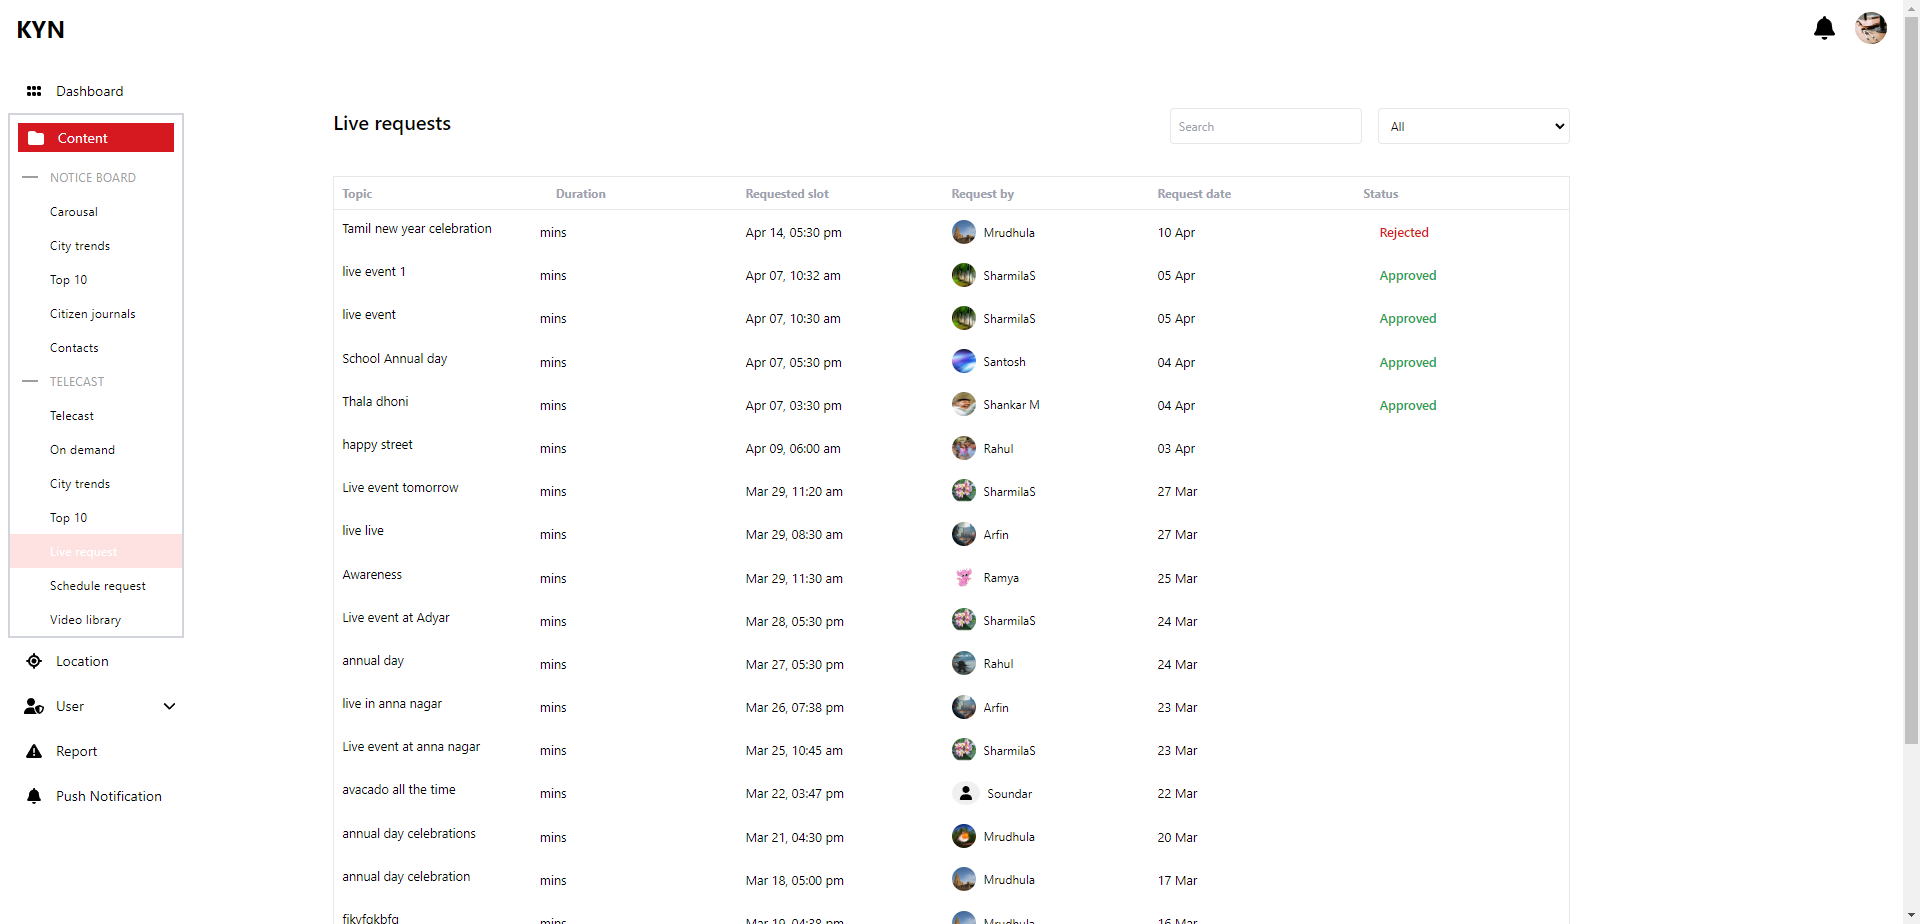 KYN
Dashboard
Content
NOTICE BOARD
Carousal
City trends
Top 10
Citizen journals
Contacts
TELECAST
Telecast
On demand
City trends
Top 10
Live request
Schedule request
Video library
Location
User
Report
Push Notification
Live requests
Search
All
Topic Duration Requested slot Request by Request date Status
Tamil new year celebration mins Apr 14, 05:30 pm Mrudhula 10 Apr Rejected
live event 1 mins Apr 07, 10:32 am SharmilaS 05 Apr Approved
live event mins Apr 07, 10:30 am SharmilaS 05 Apr Approved
School Annual day mins Apr 07, 05:30 pm Santosh 04 Apr Approved
Thala dhoni mins Apr 07, 03:30 pm Shankar M 04 Apr Approved
happy street mins Apr 09, 06:00 am Rahul 03 Apr
Live event tomorrow mins Mar 29, 11:20 am SharmilaS 27 Mar
live live mins Mar 29, 08:30 am Arfin 27 Mar
Awareness mins Mar 29, 11:30 am Ramya 25 Mar
Live event at Adyar mins Mar 28, 05:30 pm SharmilaS 24 Mar
annual day mins Mar 27, 05:30 pm Rahul 24 Mar
live in anna nagar mins Mar 26, 07:38 pm Arfin 23 Mar
Live event at anna nagar mins Mar 25, 10:45 am SharmilaS 23 Mar
avacado all the time mins Mar 22, 03:47 pm Soundar 22 Mar
annual day celebrations mins Mar 21, 04:30 pm Mrudhula 20 Mar
annual day celebration mins Mar 18, 05:00 pm Mrudhula 17 Mar
mins Mar 19, 04:38 pm Mrudhula 16 Mar